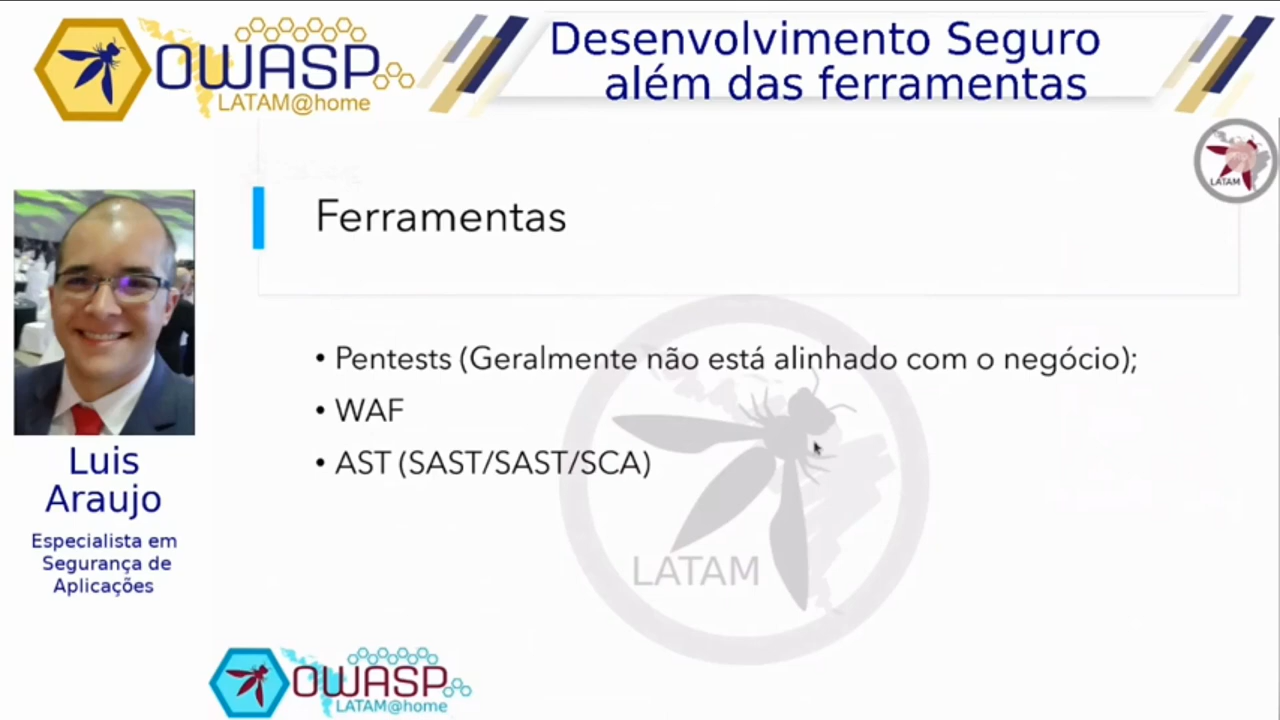 OWASP
LATAM@home
Desenvolvimento Seguro
além das ferramentas
LATAM
Ferramentas
• Pentests (Geralmente não está alinhado com o negócio);
• WAF
• AST (SAST/SAST/SCA)
LATAM
Luis
Araujo
Especialista em
Segurança de
Aplicações
OWASP
LATAM@home